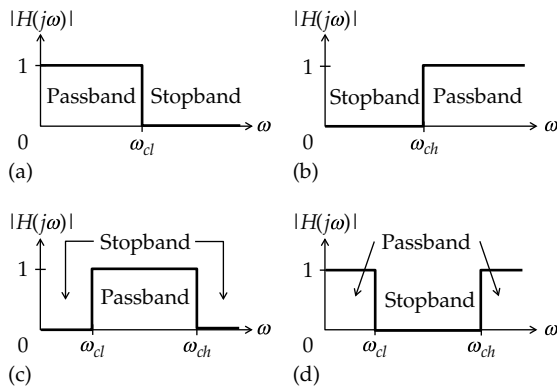 |H(jω)|
1
Passband
Stopband
0
ω
ω_cl
(a)
|H(jω)|
1
Stopband
Passband
0
ω
ω_ch
(b)
|H(jω)|
Stopband
1
Passband
0
ω
ω_cl
ω_ch
(c)
|H(jω)|
Passband
1
Stopband
0
ω
ω_cl
ω_ch
(d)